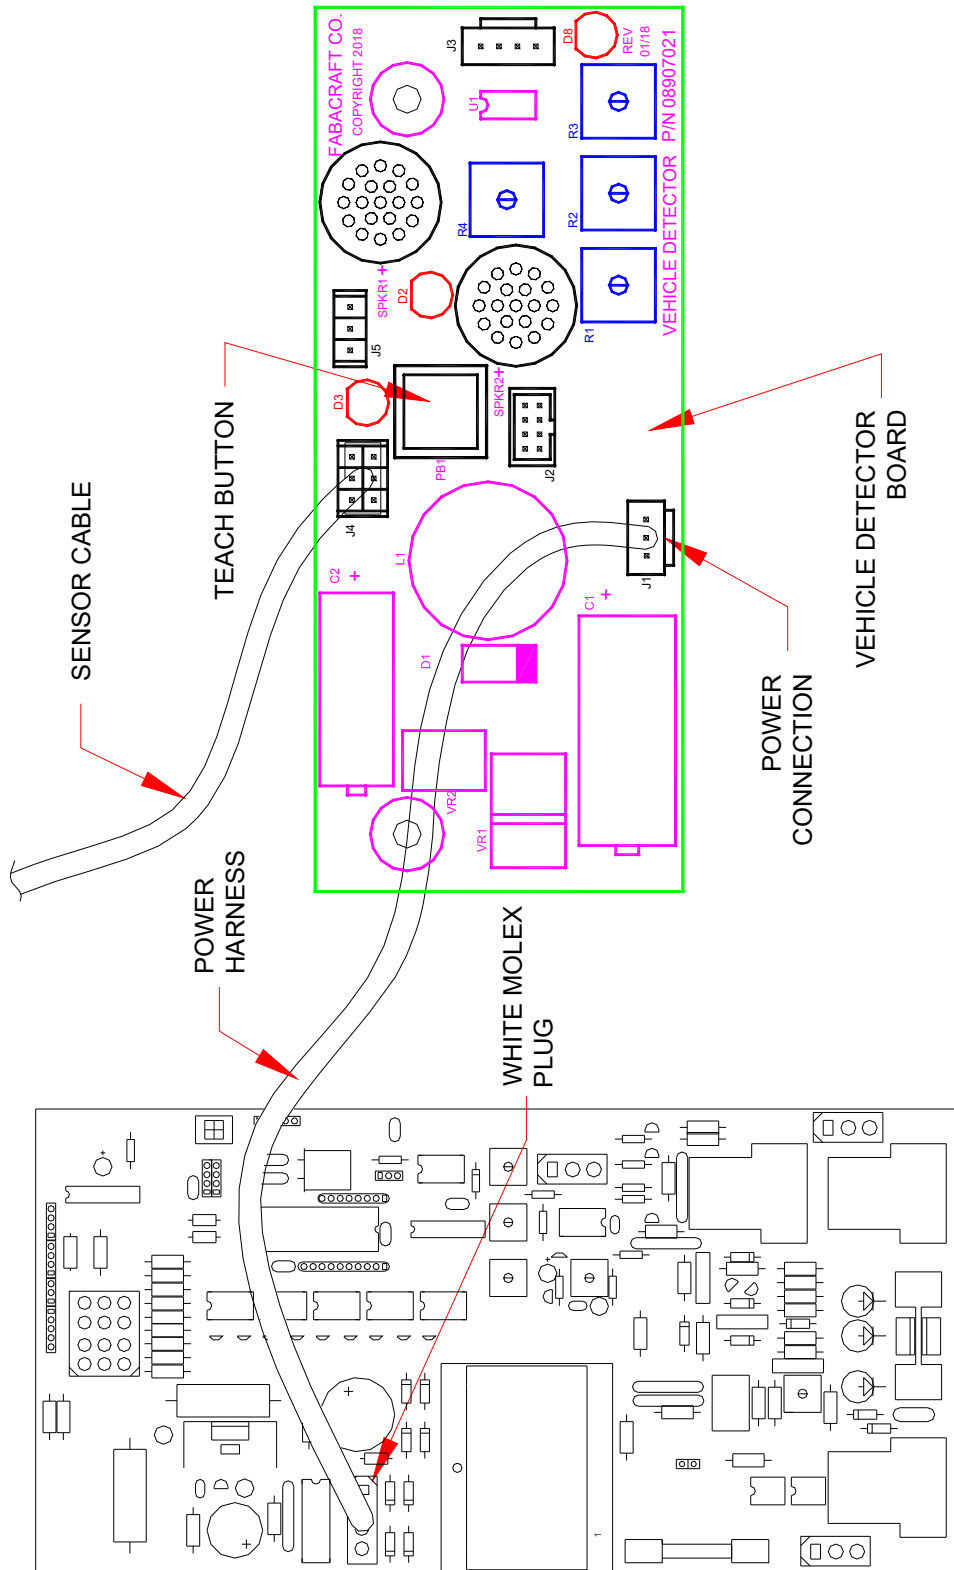 FABACRAFT CO.
COPYRIGHT 2018
J3
D8
REV
01/18
U1
R3
P/N 08907021
R4
R2
VEHICLE DETECTOR
SPKR1+
D2
R1
J5
D3
SPKR2+
PB1
J2
J4
C2
+
L1
J1
C1
+
D1
VR2
VR1
SENSOR CABLE
TEACH BUTTON
VEHICLE DETECTOR
BOARD
POWER
CONNECTION
POWER
HARNESS
WHITE MOLEX
PLUG
+
+
+
+
1